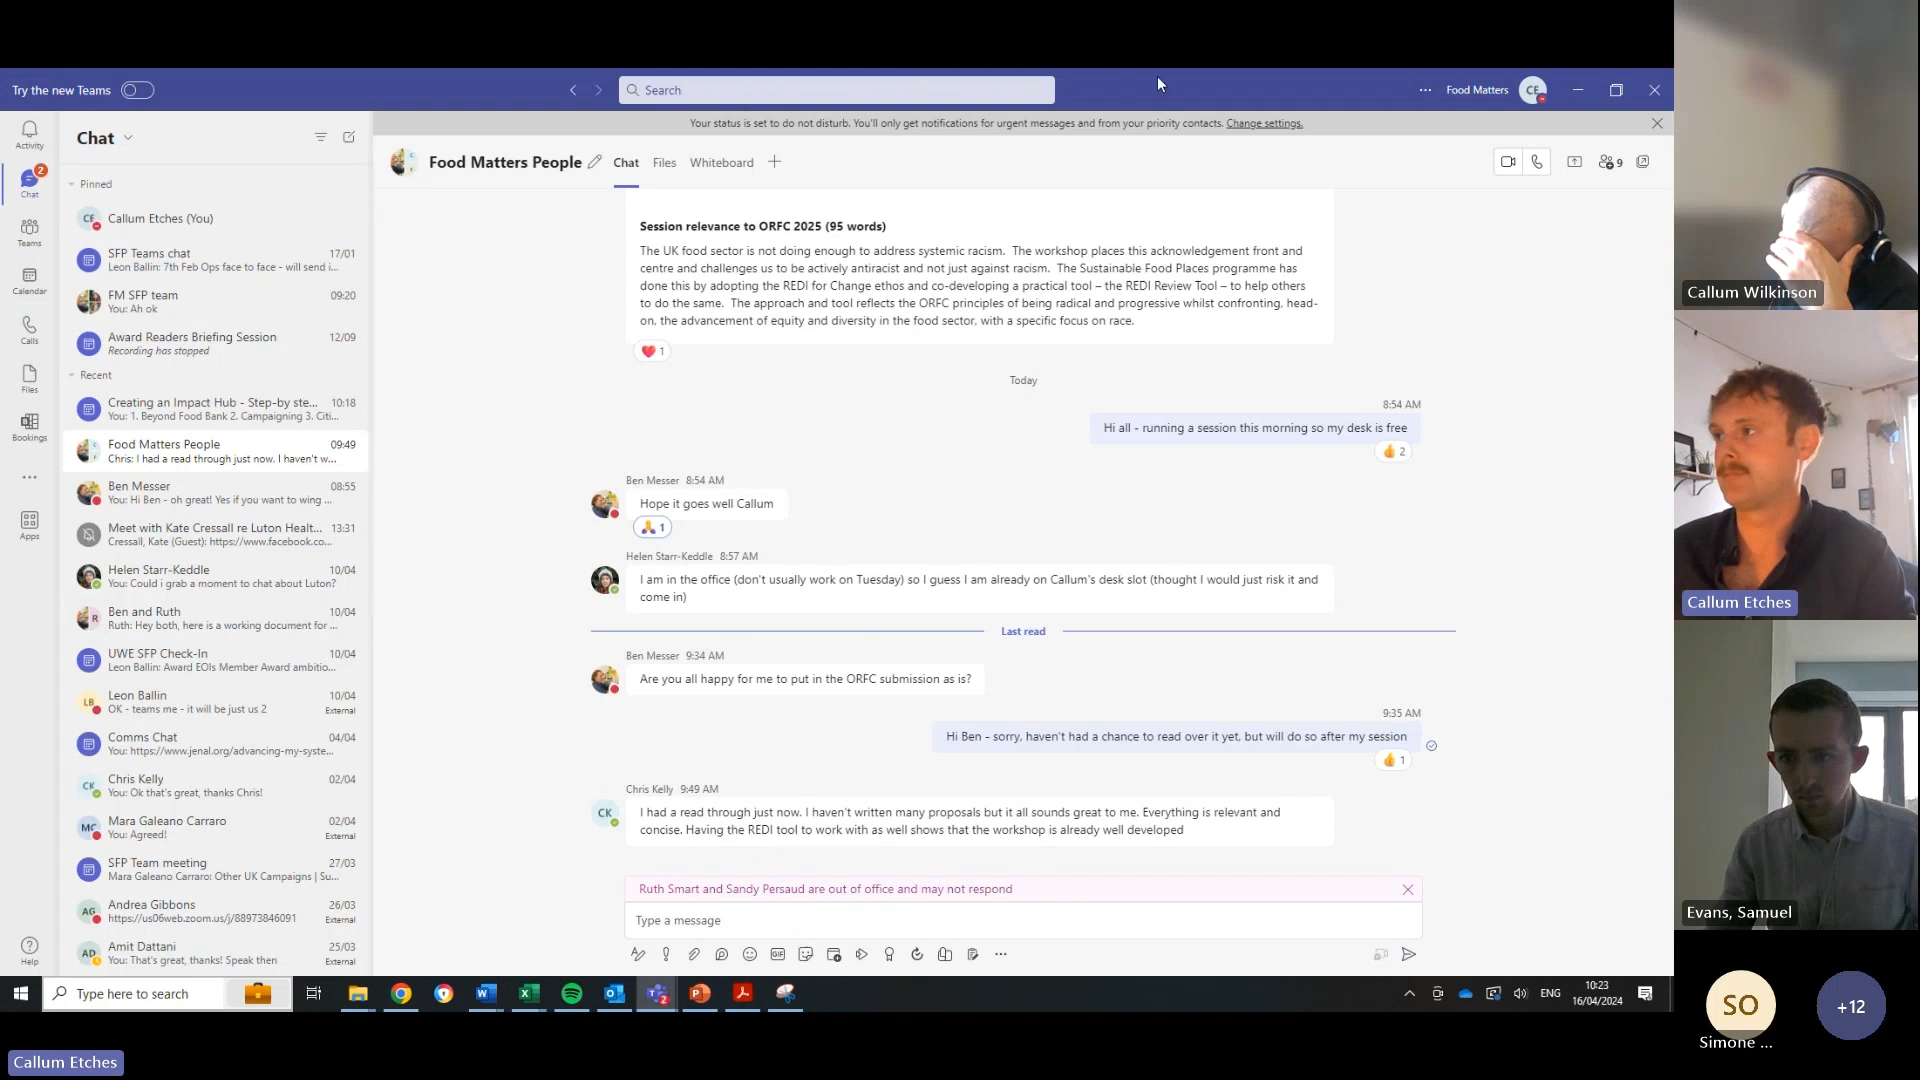 Try the new Teams
Search
Food Matters
CE
Your status is set to do not disturb. You'll only get notifications for urgent messages and from your priority contacts. Change settings.
Activity
2
Chat
Teams
Calendar
Calls
Files
Bookings
Apps
Help
Chat
Pinned
CE Callum Etches (You)
SFP Teams chat 17/01
Leon Ballin: 7th Feb Ops face to face - will send i...
FM SFP team 09:20
You: Ah ok
Award Readers Briefing Session 12/09
Recording has stopped
Recent
Creating an Impact Hub - Step-by ste... 10:18
You: 1. Beyond Food Bank 2. Campaigning 3. Citi...
Food Matters People 09:49
Chris: I had a read through just now. I haven't w...
Ben Messer 08:55
You: Hi Ben - oh great! Yes if you want to wing ...
Meet with Kate Cressall re Luton Healt... 13:31
Cressall, Kate (Guest): https://www.facebook.co...
Helen Starr-Keddle 10/04
You: Could i grab a moment to chat about Luton?
Ben and Ruth 10/04
R Ruth: Hey both, here is a working document for ...
UWE SFP Check-In 10/04
Leon Ballin: Award EOIs Member Award ambitio...
Leon Ballin 10/04
LB OK - teams me - it will be just us 2 External
Comms Chat 04/04
You: https://www.jenal.org/advancing-my-syste...
Chris Kelly 02/04
CK You: Ok that's great, thanks Chris!
Mara Galeano Carraro 02/04
MC You: Agreed! External
SFP Team meeting 27/03
Mara Galeano Carraro: Other UK Campaigns | Su...
Andrea Gibbons 26/03
AG https://us06web.zoom.us/j/88973846091 External
Amit Dattani 25/03
AD You: That's great, thanks! Speak then External
Food Matters People
Chat Files Whiteboard
9
Session relevance to ORFC 2025 (95 words)
The UK food sector is not doing enough to address systemic racism. The workshop places this acknowledgement front and
centre and challenges us to be actively antiracist and not just against racism. The Sustainable Food Places programme has
done this by adopting the REDI for Change ethos and co-developing a practical tool – the REDI Review Tool – to help others
to do the same. The approach and tool reflects the ORFC principles of being radical and progressive whilst confronting, head-
on, the advancement of equity and diversity in the food sector, with a specific focus on race.
1
Today
8:54 AM
Hi all - running a session this morning so my desk is free
2
Ben Messer 8:54 AM
Hope it goes well Callum
1
Helen Starr-Keddle 8:57 AM
I am in the office (don't usually work on Tuesday) so I guess I am already on Callum's desk slot (thought I would just risk it and
come in)
Last read
Ben Messer 9:34 AM
Are you all happy for me to put in the ORFC submission as is?
9:35 AM
Hi Ben - sorry, haven't had a chance to read over it yet, but will do so after my session
1
Chris Kelly 9:49 AM
CK
I had a read through just now. I haven't written many proposals but it all sounds great to me. Everything is relevant and
concise. Having the REDI tool to work with as well shows that the workshop is already well developed
Ruth Smart and Sandy Persaud are out of office and may not respond
Type a message
GIF
Type here to search
2
ENG
10:23
16/04/2024
Callum Wilkinson
Callum Etches
Evans, Samuel
SO
Simone ...
+12
Callum Etches